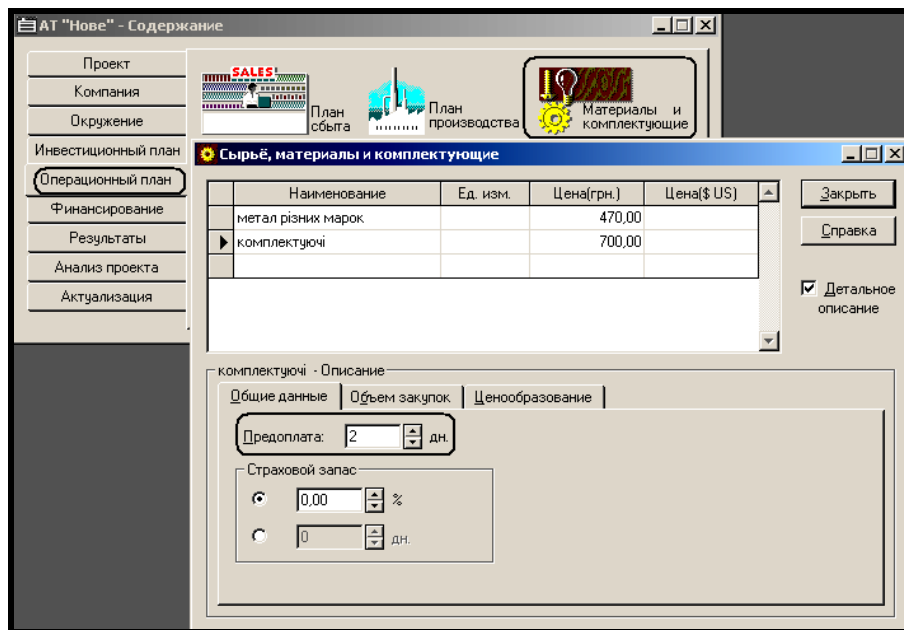 АТ "Нове" - Содержание
Проект
Компания
Окружение
Инвестиционный план
Операционный план
Финансирование
Результаты
Анализ проекта
Актуализация
SALES!
План
сбыта
План
производства
Материалы и
комплектующие
Сырьё, материалы и комплектующие
Наименование Ед. изм. Цена(грн.) Цена($ US)
метал різних марок 470,00
комплектуючі 700,00
Закрыть
Справка
Детальное
описание
комплектуючі - Описание
Общие данные Объем закупок Ценообразование
Предоплата: 2 дн.
Страховой запас
0,00 %
0 дн.